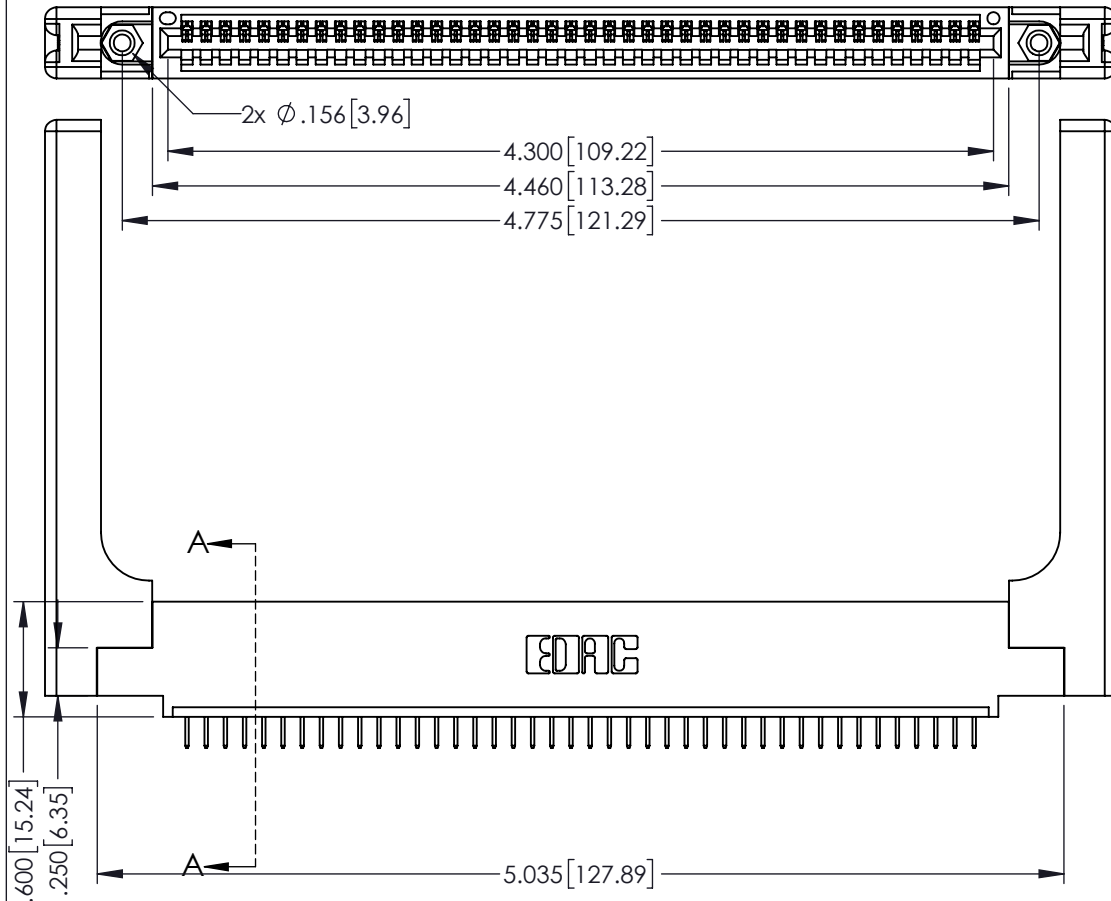 2x Ø.156[3.96]
4.300[109.22]
4.460[113.28]
4.775[121.29]
A
EDAC
.600[15.24]
.250[6.35]
A
5.035[127.89]